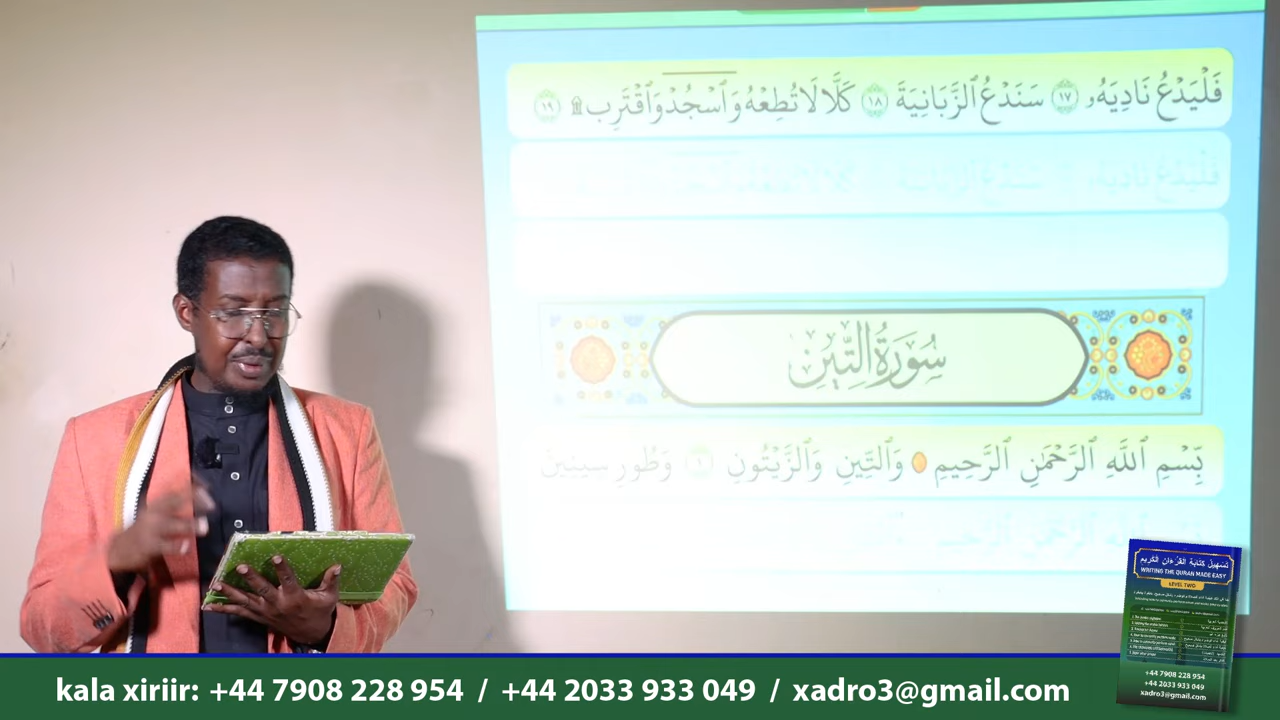 فَلْيَدْعُ نَادِيَهُۥ ١٧ سَنَدْعُ ٱلزَّبَانِيَةَ ١٨ كَلَّا لَا تُطِعْهُ وَٱسْجُدْ وَٱقْتَرِب ۩ ١٩
سُورَةُ التِّينِ
بِّسْمِ ٱللَّهِ ٱلرَّحْمَٰنِ ٱلرَّحِيمِ وَٱلتِّينِ وَٱلزَّيْتُونِ ١ وَطُورِ سِينِينَ
تسهيل كتابة القرءان الكريم
WRITING THE QURAN MADE EASY
LEVEL TWO
+44 7908 228 954
+44 2033 933 049
xadro3@gmail.com
kala xiriir: +44 7908 228 954 / +44 2033 933 049 / xadro3@gmail.com